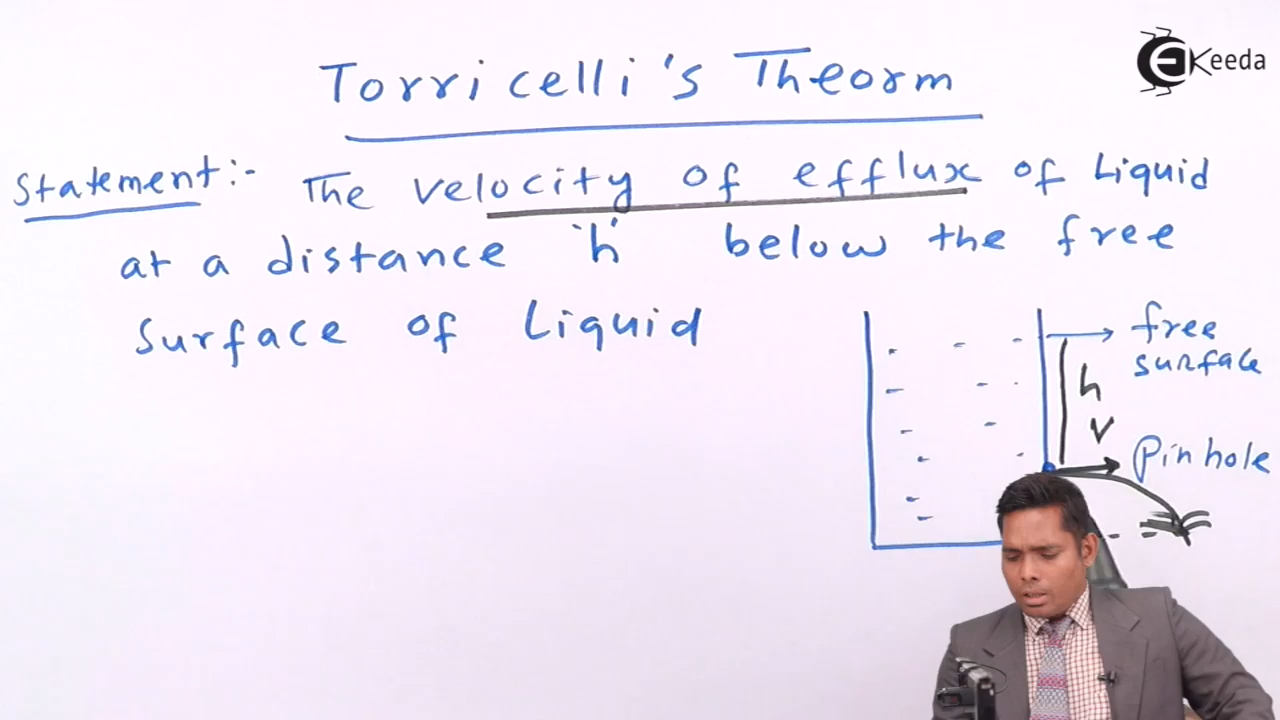 EKeeda
Torricelli's Theorm
Statement:- The velocity of efflux of Liquid
at a distance 'h' below the free
Surface of Liquid
free
surface
h
v
Pinhole